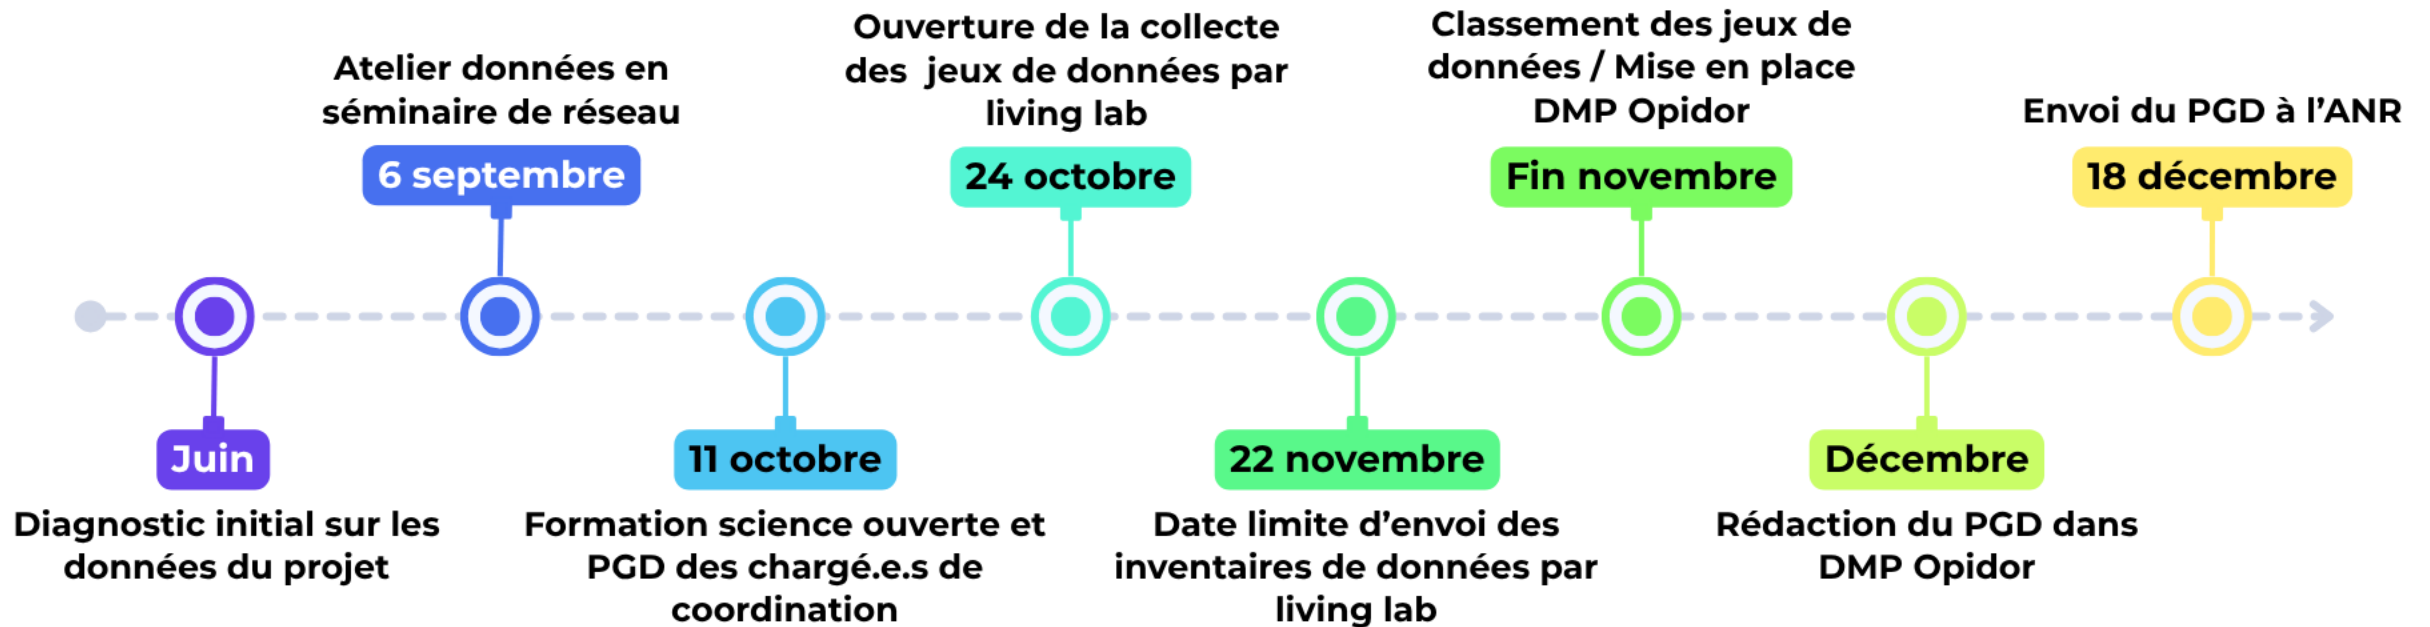 Juin
Diagnostic initial sur les
données du projet
Atelier données en
séminaire de réseau
6 septembre
11 octobre
Formation science ouverte et
PGD des chargé.e.s de
coordination
Ouverture de la collecte
des jeux de données par
living lab
24 octobre
22 novembre
Date limite d’envoi des
inventaires de données par
living lab
Classement des jeux de
données / Mise en place
DMP Opidor
Fin novembre
Décembre
Rédaction du PGD dans
DMP Opidor
Envoi du PGD à l’ANR
18 décembre